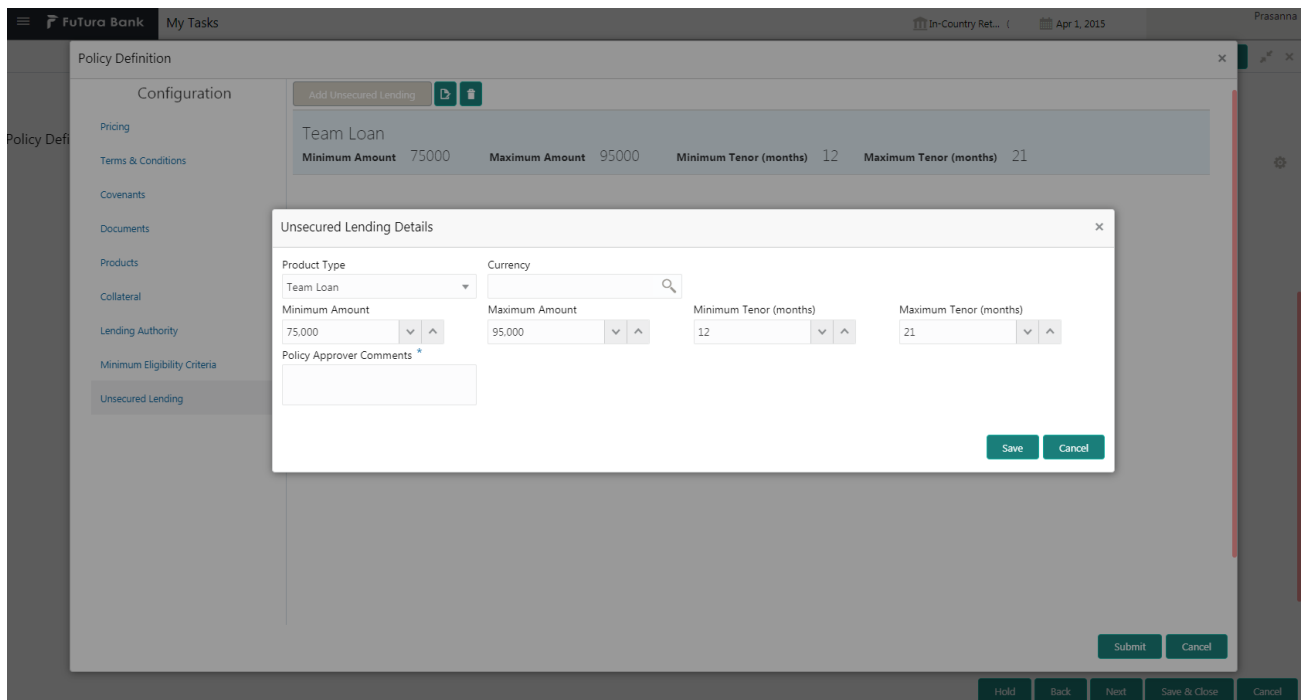 FuTura Bank My Tasks In-Country Ret... ( Apr 1, 2015 Prasanna
Policy Definition
Configuration
Add Unsecured Lending
Pricing
Policy Defi
Team Loan
Minimum Amount 75000 Maximum Amount 95000 Minimum Tenor (months) 12 Maximum Tenor (months) 21
Terms & Conditions
Covenants
Documents
Products
Collateral
Lending Authority
Minimum Eligibility Criteria
Unsecured Lending
Unsecured Lending Details
Product Type Currency
Team Loan
Minimum Amount Maximum Amount Minimum Tenor (months) Maximum Tenor (months)
75,000 95,000 12 21
Policy Approver Comments *
Save Cancel
Submit Cancel
Hold Back Next Save & Close Cancel